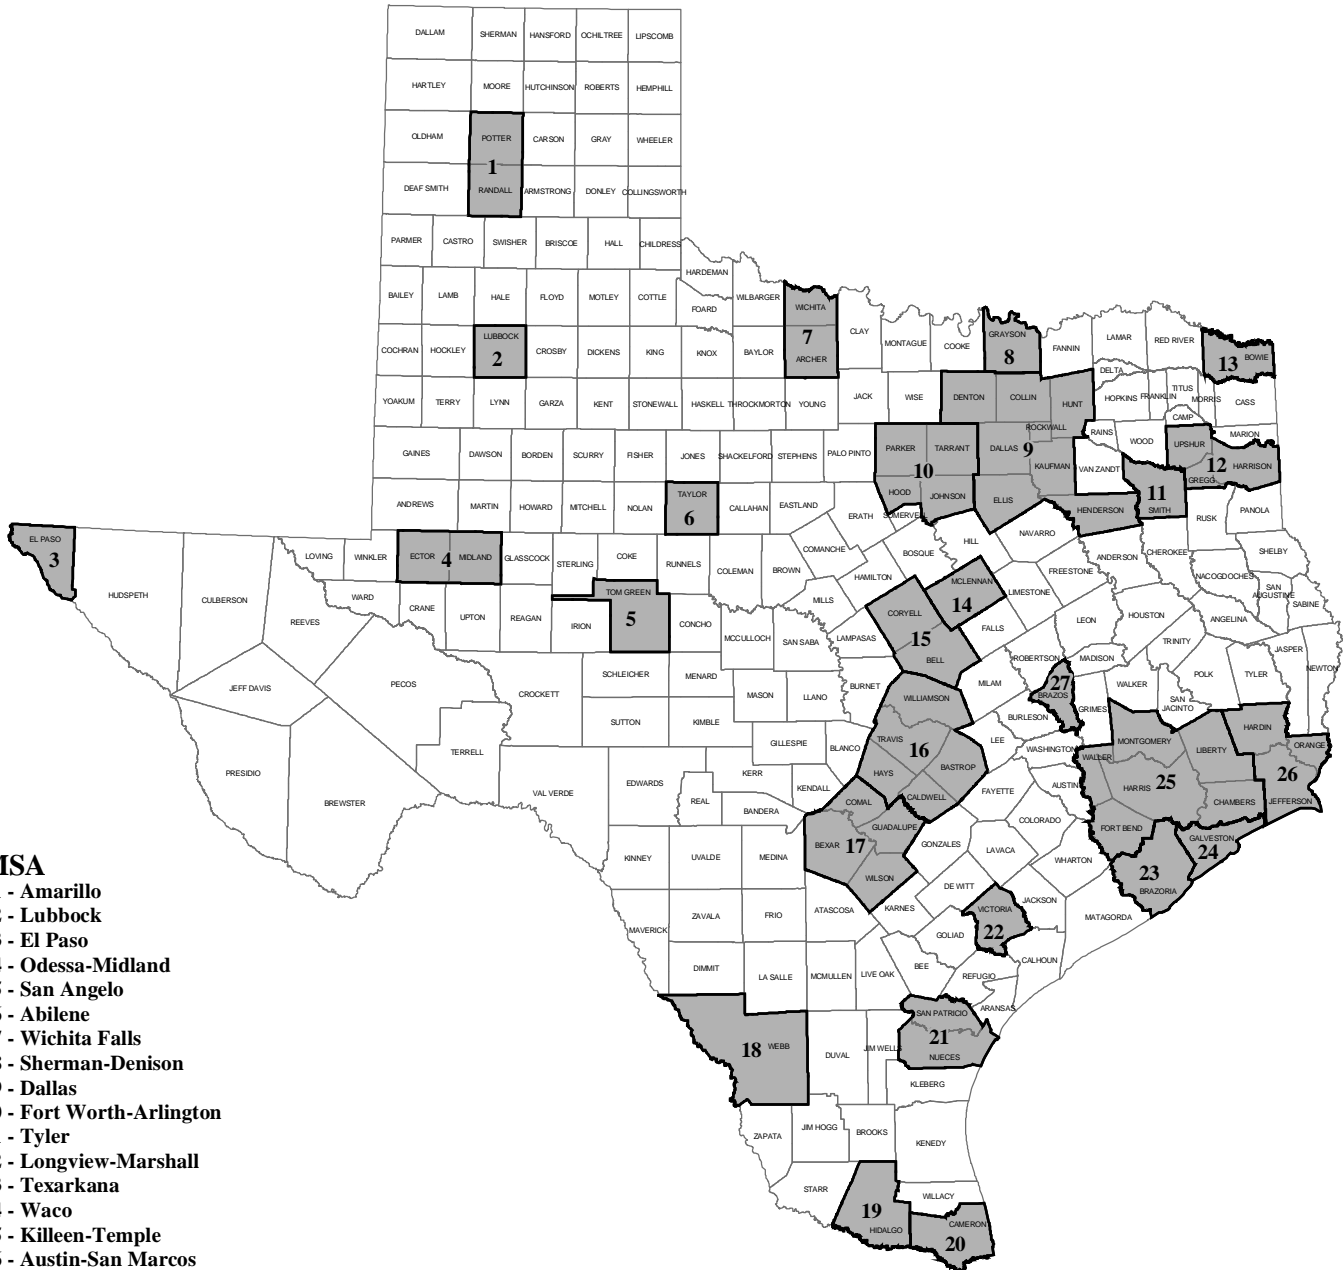 DALLAM SHERMAN HANSFORD OCHILTREE LIPSCOMB
HARTLEY MOORE HUTCHINSON ROBERTS HEMPHILL
OLDHAM POTTER CARSON GRAY WHEELER
1
DEAF SMITH RANDALL ARMSTRONG DONLEY COLLINGSWORTH
PARMER CASTRO SWISHER BRISCOE HALL CHILDRESS
HARDEMAN
BAILEY LAMB HALE FLOYD MOTLEY COTTLE FOARD WILBARGER WICHITA
LUBBOCK 7 CLAY GRAYSON
COCHRAN HOCKLEY 2 CROSBY DICKENS KING KNOX BAYLOR ARCHER MONTAGUE COOKE 8 FANNIN LAMAR RED RIVER 13 BOWIE
DELTA
YOAKUM TERRY LYNN GARZA KENT STONEWALL HASKELL THROCKMORTON YOUNG JACK WISE DENTON COLLIN HUNT HOPKINS FRANKLIN TITUS MORRIS CASS
CAMP
ROCKWALL RAINS WOOD UPSHUR MARION
GAINES DAWSON BORDEN SCURRY FISHER JONES SHACKELFORD STEPHENS PALO PINTO PARKER TARRANT DALLAS 9 KAUFMAN VAN ZANDT 12 HARRISON
10 GREGG
ANDREWS MARTIN HOWARD MITCHELL NOLAN TAYLOR CALLAHAN EASTLAND HOOD JOHNSON ELLIS HENDERSON 11 SMITH RUSK PANOLA
6 ERATH SOMERVELL
EL PASO LOVING WINKLER ECTOR 4 MIDLAND GLASSCOCK STERLING COKE RUNNELS COLEMAN BROWN COMANCHE BOSQUE HILL NAVARRO ANDERSON CHEROKEE SHELBY
3
HUDSPETH CULBERSON REEVES WARD CRANE UPTON REAGAN IRION TOM GREEN 5 CONCHO MILLS HAMILTON MCLENNAN 14 LIMESTONE FREESTONE NACOGDOCHES SAN AUGUSTINE SABINE
MCCULLOCH SAN SABA LAMPASAS CORYELL 15 BELL FALLS LEON HOUSTON ANGELINA
JEFF DAVIS PECOS CROCKETT SCHLEICHER MENARD MASON LLANO BURNET WILLIAMSON MILAM ROBERTSON MADISON TRINITY POLK TYLER JASPER NEWTON
27 BRAZOS WALKER SAN JACINTO
SUTTON KIMBLE GILLESPIE BLANCO TRAVIS 16 BASTROP LEE BURLESON GRIMES WASHINGTON MONTGOMERY LIBERTY HARDIN ORANGE
PRESIDIO BREWSTER TERRELL VAL VERDE EDWARDS KERR KENDALL HAYS CALDWELL FAYETTE AUSTIN WALLER HARRIS 25 CHAMBERS 26 JEFFERSON
REAL BANDERA COMAL GUADALUPE COLORADO FORT BEND GALVESTON
KINNEY UVALDE MEDINA BEXAR 17 WILSON GONZALES LAVACA WHARTON 23 24
BRAZORIA
MAVERICK ZAVALA FRIO ATASCOSA KARNES DE WITT VICTORIA JACKSON MATAGORDA
22
DIMMIT LA SALLE MCMULLEN LIVE OAK BEE GOLIAD REFUGIO CALHOUN
ARANSAS
SAN PATRICIO
18 WEBB DUVAL JIM WELLS 21
NUECES
KLEBERG
ZAPATA JIM HOGG BROOKS KENEDY
STARR 19 WILLACY
HIDALGO CAMERON
20
MSA
- Amarillo
- Lubbock
- El Paso
- Odessa-Midland
- San Angelo
- Abilene
- Wichita Falls
- Sherman-Denison
- Dallas
- Fort Worth-Arlington
- Tyler
- Longview-Marshall
- Texarkana
- Waco
- Killeen-Temple
- Austin-San Marcos